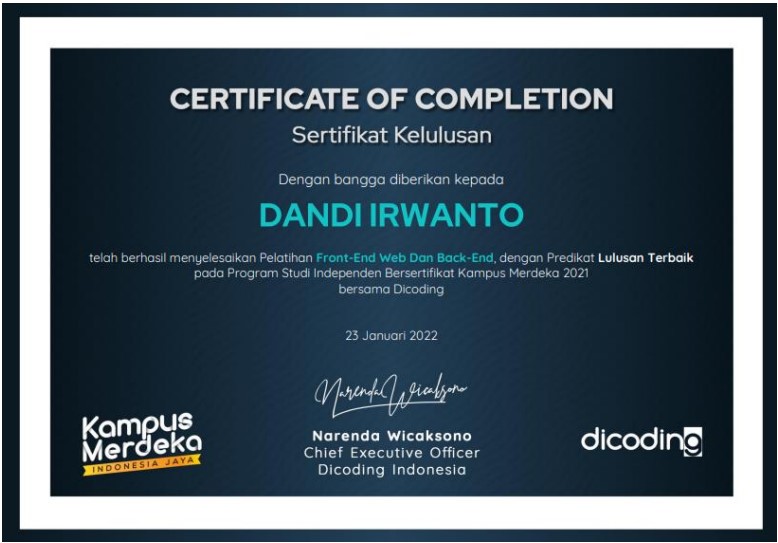 CERTIFICATE OF COMPLETION
Sertifikat Kelulusan
Dengan bangga diberikan kepada
DANDI IRWANTO
telah berhasil menyelesaikan Pelatihan Front-End Web Dan Back-End, dengan Predikat Lulusan Terbaik
pada Program Studi Independen Bersertifikat Kampus Merdeka 2021
bersama Dicoding
23 Januari 2022
Narenda Wicaksono
Narenda Wicaksono
Chief Executive Officer
Dicoding Indonesia
Kampus
Merdeka
INDONESIA JAYA
dicoding